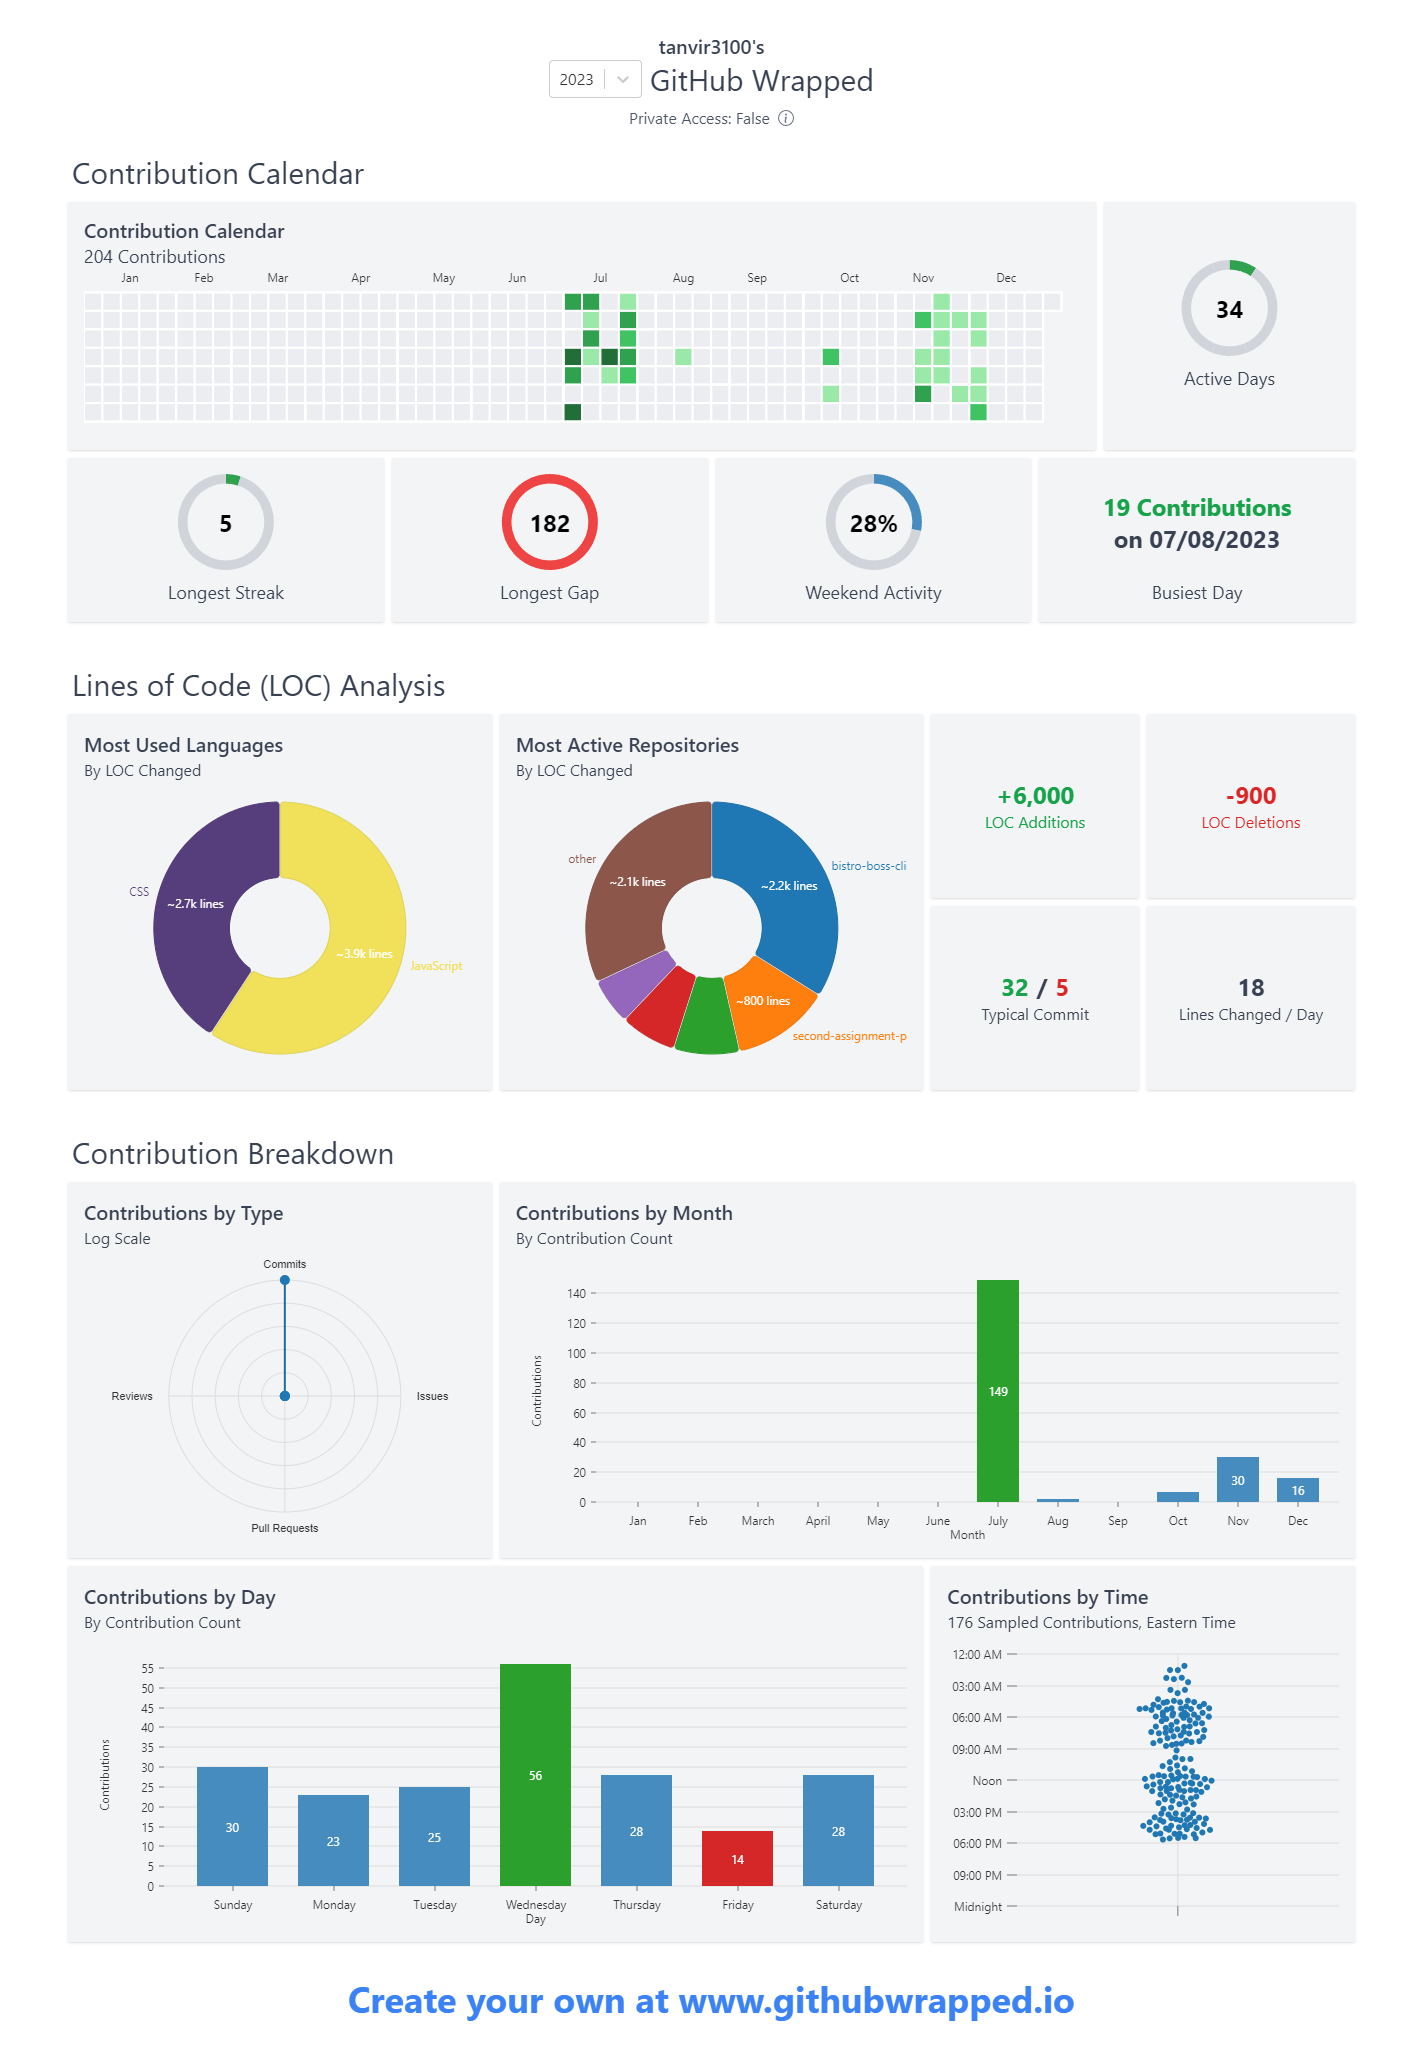 tanvir3100's
2023
GitHub Wrapped
Private Access: False
Contribution Calendar
Contribution Calendar
204 Contributions
Jan Feb Mar Apr May Jun Jul Aug Sep Oct Nov Dec
34
Active Days
5
Longest Streak
182
Longest Gap
28%
Weekend Activity
19 Contributions
on 07/08/2023
Busiest Day
Lines of Code (LOC) Analysis
Most Used Languages
By LOC Changed
CSS
~2.7k lines
~3.9k lines
JavaScript
Most Active Repositories
By LOC Changed
other
~2.1k lines
bistro-boss-cli
~2.2k lines
~800 lines
second-assignment-p
+6,000
LOC Additions
-900
LOC Deletions
32 / 5
Typical Commit
18
Lines Changed / Day
Contribution Breakdown
Contributions by Type
Log Scale
Commits
Reviews
Issues
Pull Requests
Contributions by Month
By Contribution Count
Contributions
140
120
100
80
60
40
20
0
149
30
16
Jan Feb March April May June July Aug Sep Oct Nov Dec
Month
Contributions by Day
By Contribution Count
Contributions
55
50
45
40
35
30
25
20
15
10
5
0
30
23
25
56
28
14
28
Sunday Monday Tuesday Wednesday Thursday Friday Saturday
Day
Contributions by Time
176 Sampled Contributions, Eastern Time
12:00 AM
03:00 AM
06:00 AM
09:00 AM
Noon
03:00 PM
06:00 PM
09:00 PM
Midnight
Create your own at www.githubwrapped.io